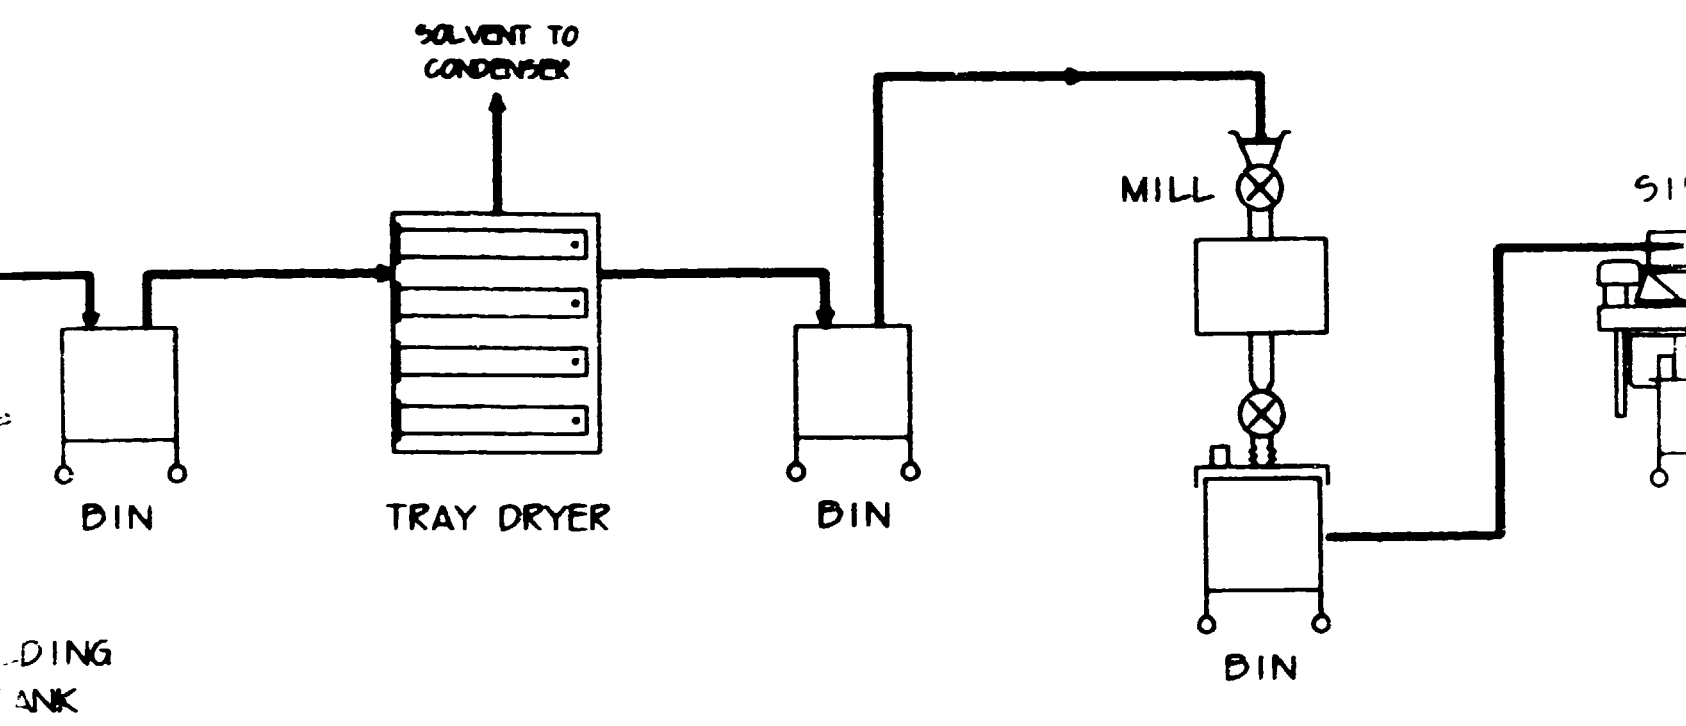 SOLVENT TO
CONDENSER
MILL
BIN
TRAY DRYER
BIN
BIN